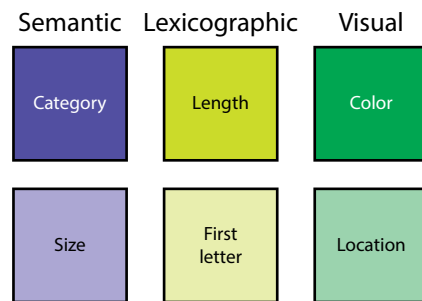 Semantic Lexicographic Visual
Category Length Color
Size First letter Location